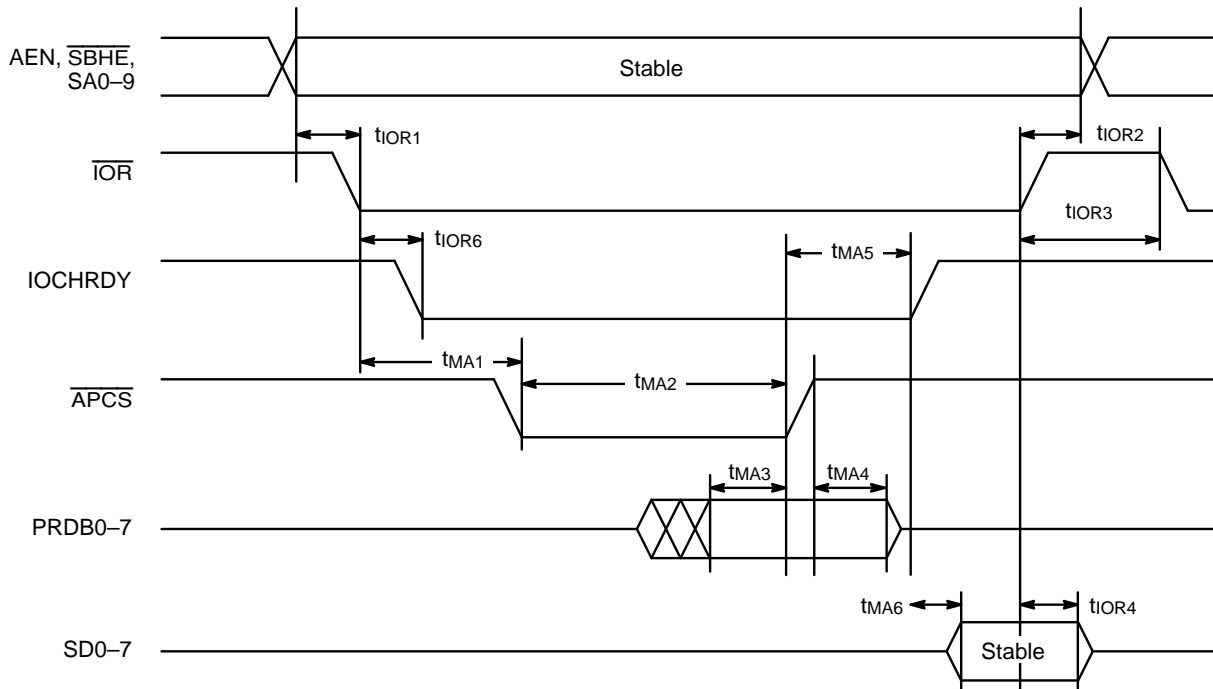 AEN, SBHE,
SA0–9
Stable
tIOR1
tIOR2
IOR
tIOR3
tIOR6
tMA5
IOCHRDY
tMA1
tMA2
APCS
tMA3
tMA4
PRDB0–7
tMA6
tIOR4
SD0–7
Stable